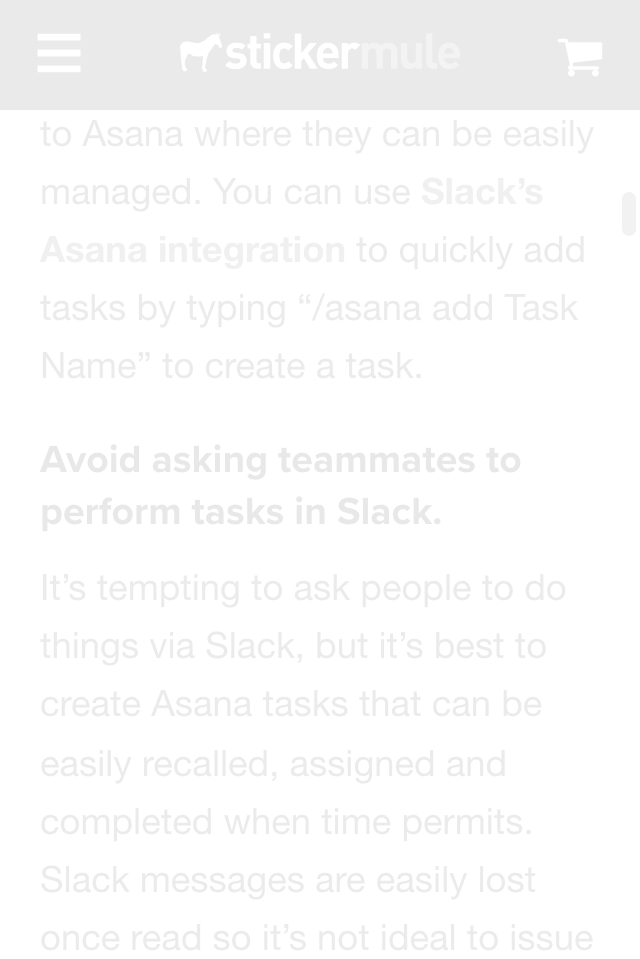 stickermule
to Asana where they can be easily
managed. You can use Slack’s
Asana integration to quickly add
tasks by typing “/asana add Task
Name” to create a task.
Avoid asking teammates to
perform tasks in Slack.
It’s tempting to ask people to do
things via Slack, but it’s best to
create Asana tasks that can be
easily recalled, assigned and
completed when time permits.
Slack messages are easily lost
once read so it’s not ideal to issue